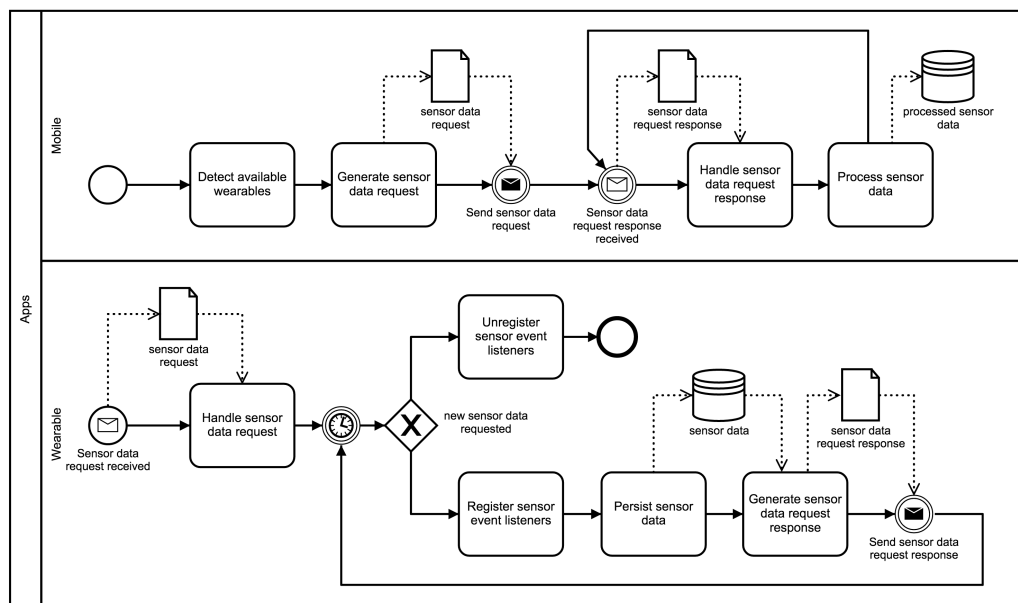 Apps
Mobile
sensor data
request
sensor data
request response
processed sensor
data
Detect available
wearables
Generate sensor
data request
Send sensor data
request
Sensor data
request response
received
Handle sensor
data request
response
Process sensor
data
Wearable
sensor data
request
Sensor data
request received
Handle sensor
data request
Unregister
sensor event
listeners
new sensor data
requested
sensor data
sensor data
request response
Register sensor
event listeners
Persist sensor
data
Generate sensor
data request
response
Send sensor data
request response